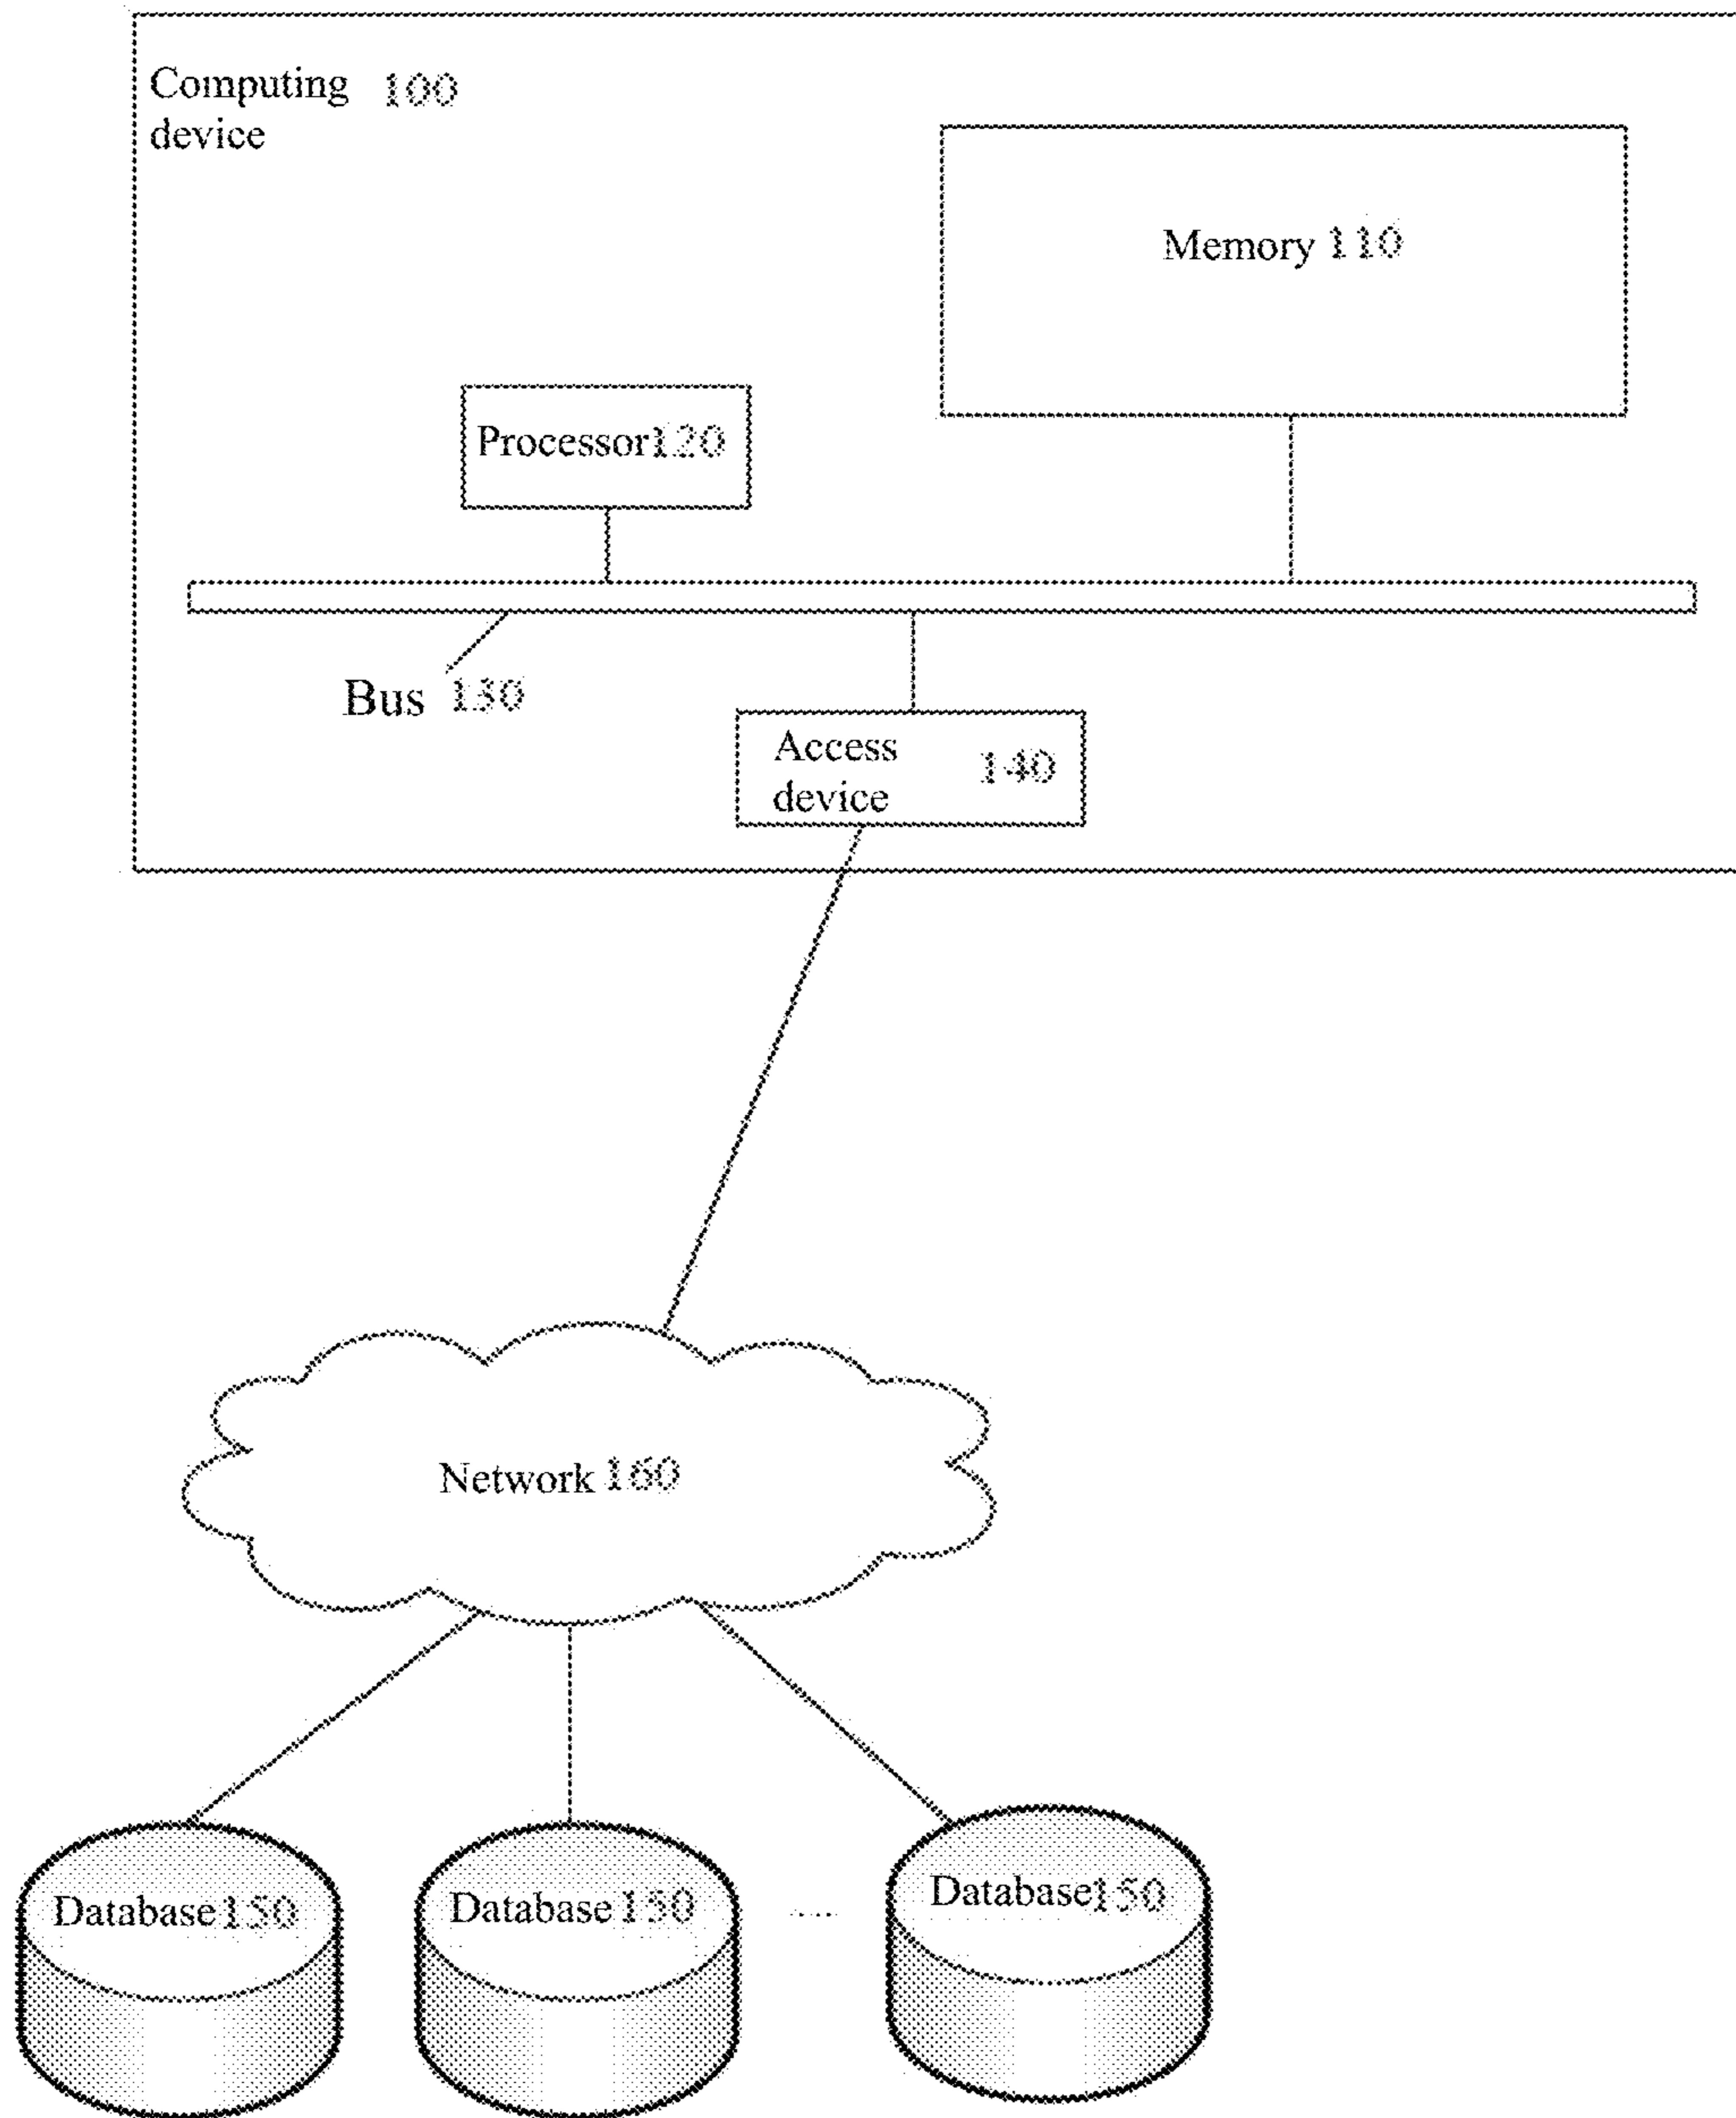 Computing 100
device
Memory 110
Processor120
Bus 130
Access 140
device
Network 160
Database150
Database 150
....
Database150